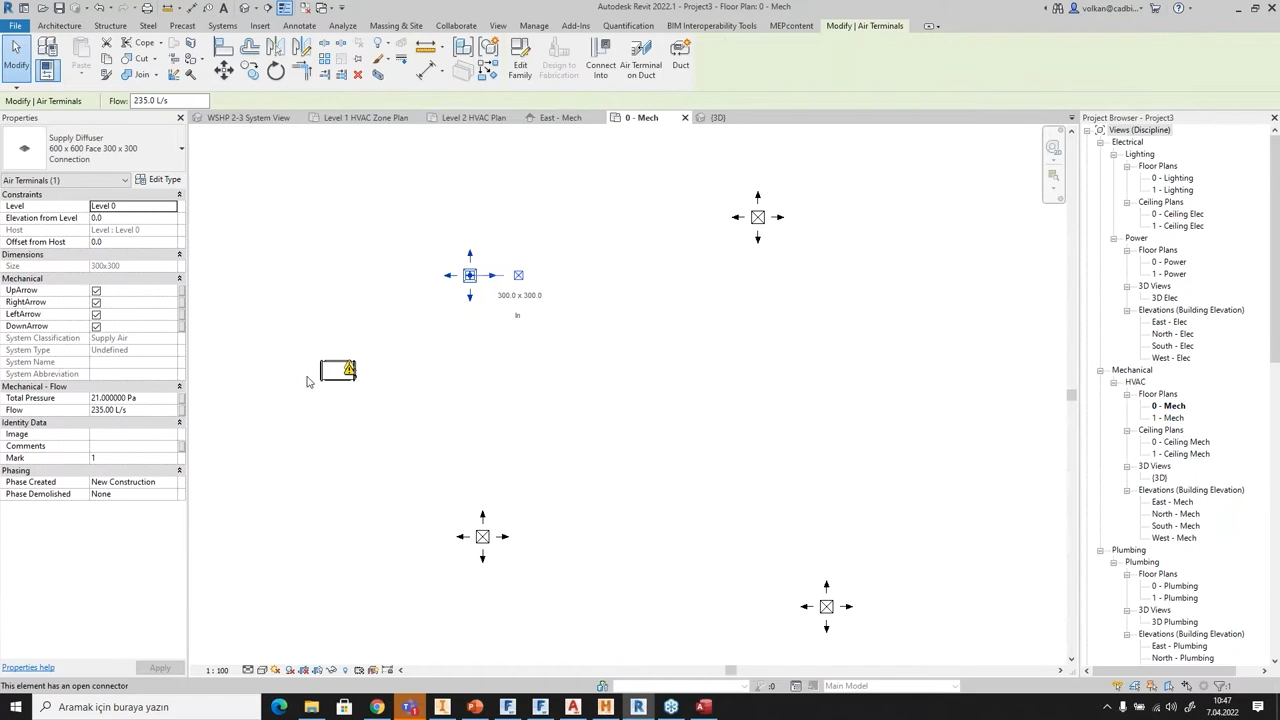 Autodesk Revit 2022.1 - Project3 - Floor Plan: 0 - Mech
volkan@cadbi...
File Architecture Structure Steel Precast Systems Insert Annotate Analyze Massing & Site Collaborate View Manage Add-Ins Quantification BIM Interoperability Tools MEPcontent Modify | Air Terminals
Modify
Paste
Cope
Cut
Join
Edit Family
Design to Fabrication
Connect Into
Air Terminal on Duct
Duct
Modify | Air Terminals Flow: 235.0 L/s
Properties
WSHP 2-3 System View Level 1 HVAC Zone Plan Level 2 HVAC Plan East - Mech 0 - Mech {3D}
Supply Diffuser
600 x 600 Face 300 x 300
Connection
Air Terminals (1) Edit Type
Constraints
Level Level 0
Elevation from Level 0.0
Host Level : Level 0
Offset from Host 0.0
Dimensions
Size 300x300
Mechanical
UpArrow
RightArrow
LeftArrow
DownArrow
System Classification Supply Air
System Type Undefined
System Name
System Abbreviation
Mechanical - Flow
Total Pressure 21.000000 Pa
Flow 235.00 L/s
Identity Data
Image
Comments
Mark 1
Phasing
Phase Created New Construction
Phase Demolished None
Properties help Apply
300.0 x 300.0
In
Project Browser - Project3
Views (Discipline)
Electrical
Lighting
Floor Plans
0 - Lighting
1 - Lighting
Ceiling Plans
0 - Ceiling Elec
1 - Ceiling Elec
Power
Floor Plans
0 - Power
1 - Power
3D Views
3D Elec
Elevations (Building Elevation)
East - Elec
North - Elec
South - Elec
West - Elec
Mechanical
HVAC
Floor Plans
0 - Mech
1 - Mech
Ceiling Plans
0 - Ceiling Mech
1 - Ceiling Mech
3D Views
{3D}
Elevations (Building Elevation)
East - Mech
North - Mech
South - Mech
West - Mech
Plumbing
Plumbing
Floor Plans
0 - Plumbing
1 - Plumbing
3D Views
3D Plumbing
Elevations (Building Elevation)
East - Plumbing
North - Plumbing
1 : 100
This element has an open connector
:0
Main Model
:1
Aramak için buraya yazın
10:47
7.04.2022